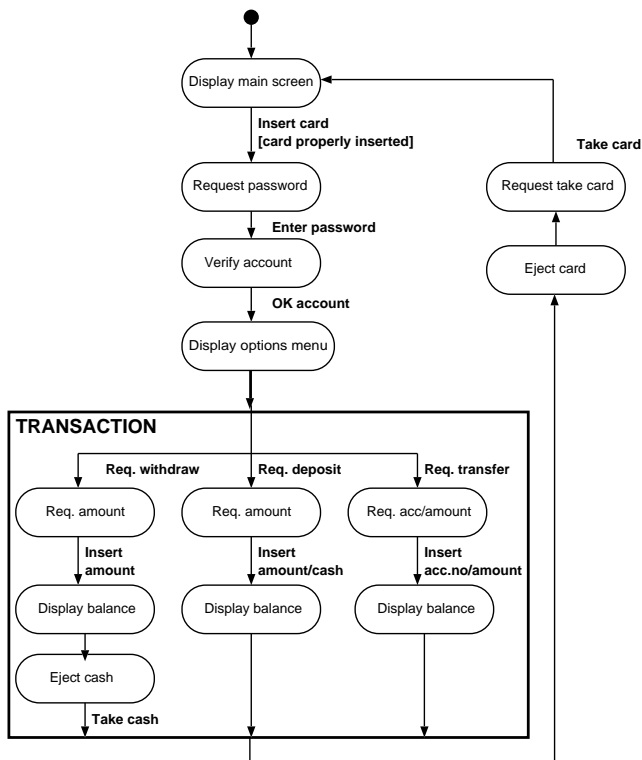 Display main screen
Insert card
[card properly inserted]
Take card
Request password
Request take card
Enter password
Verify account
Eject card
OK account
Display options menu
TRANSACTION
Req. withdraw
Req. deposit
Req. transfer
Req. amount
Req. amount
Req. acc/amount
Insert
amount
Insert
amount/cash
Insert
acc.no/amount
Display balance
Display balance
Display balance
Eject cash
Take cash